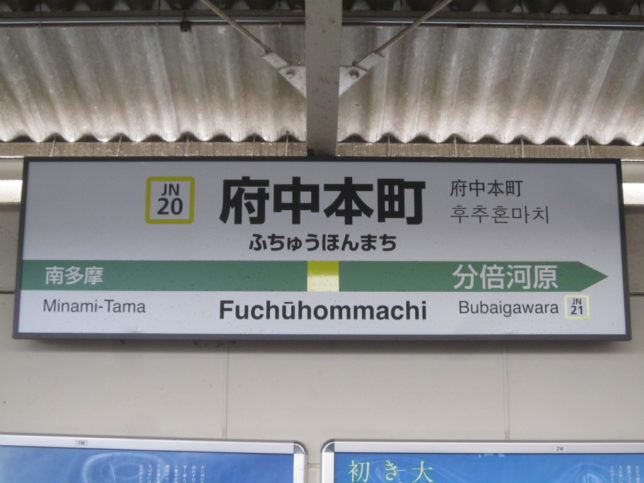 JN
20
府中本町
府中本町
후추혼마치
ふちゅうほんまち
南多摩
分倍河原
Minami-Tama
Fuchūhommachi
Bubaigawara
JN
21
初き大